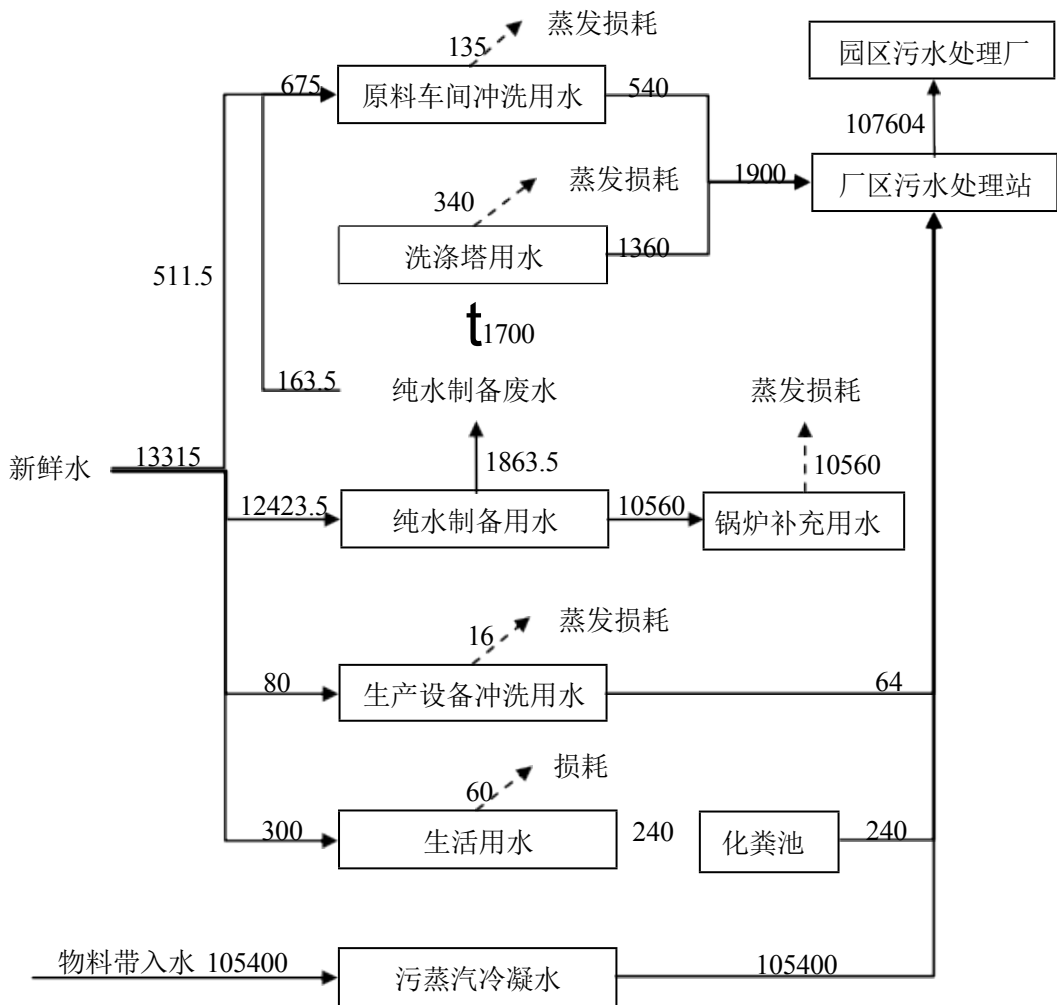 蒸发损耗
135
园区污水处理厂
675
原料车间冲洗用水
540
107604
蒸发损耗
1900
厂区污水处理站
340
洗涤塔用水
1360
511.5
t1700
163.5
纯水制备废水
蒸发损耗
新鲜水
13315
1863.5
10560
12423.5
纯水制备用水
10560
锅炉补充用水
蒸发损耗
16
80
生产设备冲洗用水
64
损耗
60
300
生活用水
240
化粪池
240
物料带入水 105400
污蒸汽冷凝水
105400